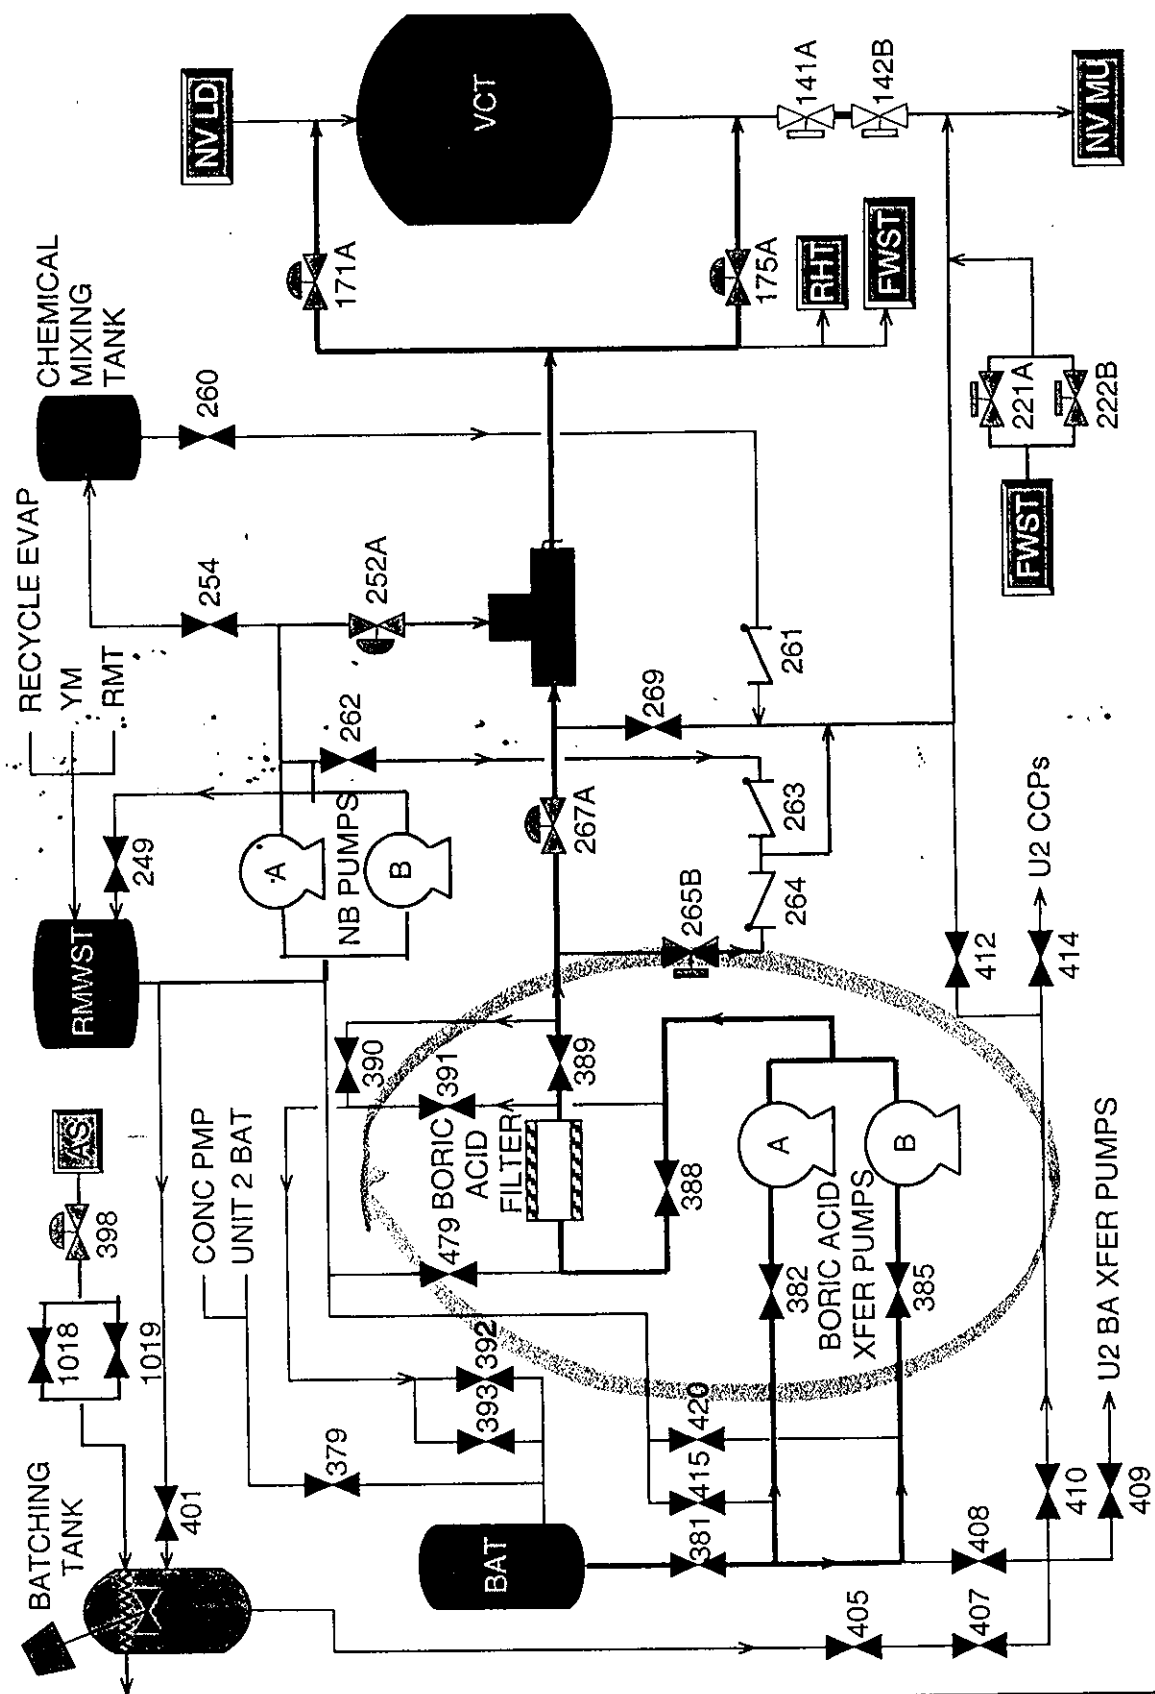 BATCHING
TANK
1018
1019
398
AS
401
CONC PMP
UNIT 2 BAT
379
393
392
BAT
381
415
420
405
407
408
410
409
U2 BA XFER PUMPS
382
385
BORIC ACID
XFER PUMPS
A
B
388
479
BORIC
ACID
FILTER
391
390
389
RMWST
249
RECYCLE EVAP
YM
RMT
NB PUMPS
A
B
262
254
252A
CHEMICAL
MIXING
TANK
260
267A
269
261
263
264
265B
412
414
U2 CCPs
171A
175A
NV LD
VCT
141A
142B
RHT
FWST
NV MU
FWST
221A
222B